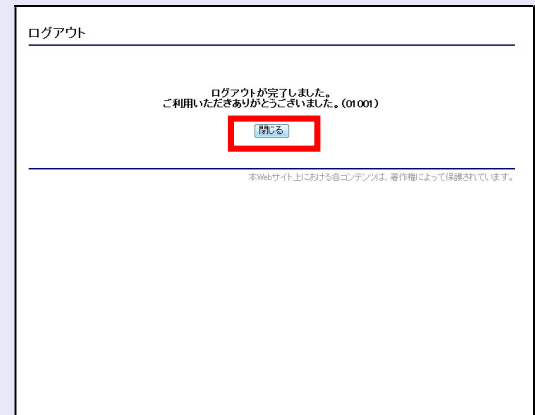 ログアウト
ログアウトが完了しました。
ご利用いただきありがとうございました。(01001)
閉じる
本Webサイト上における各コンテンツは、著作権によって保護されています。